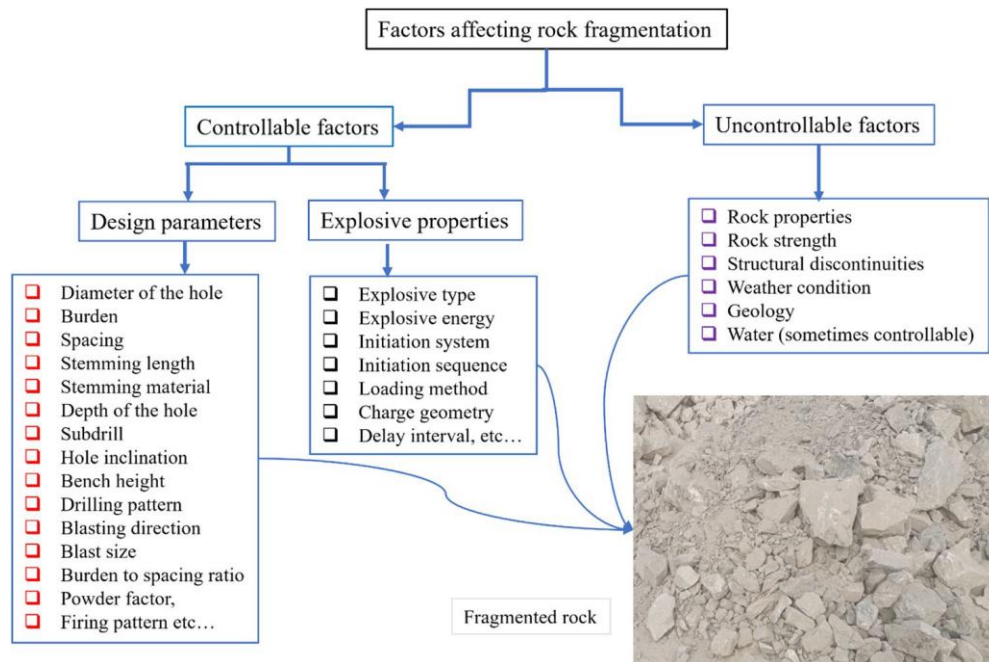 Factors affecting rock fragmentation
Controllable factors
Uncontrollable factors
Design parameters
Explosive properties
Diameter of the hole
Burden
Spacing
Stemming length
Stemming material
Depth of the hole
Subdrill
Hole inclination
Bench height
Drilling pattern
Blasting direction
Blast size
Burden to spacing ratio
Powder factor,
Firing pattern etc…
Explosive type
Explosive energy
Initiation system
Initiation sequence
Loading method
Charge geometry
Delay interval, etc…
Rock properties
Rock strength
Structural discontinuities
Weather condition
Geology
Water (sometimes controllable)
Fragmented rock